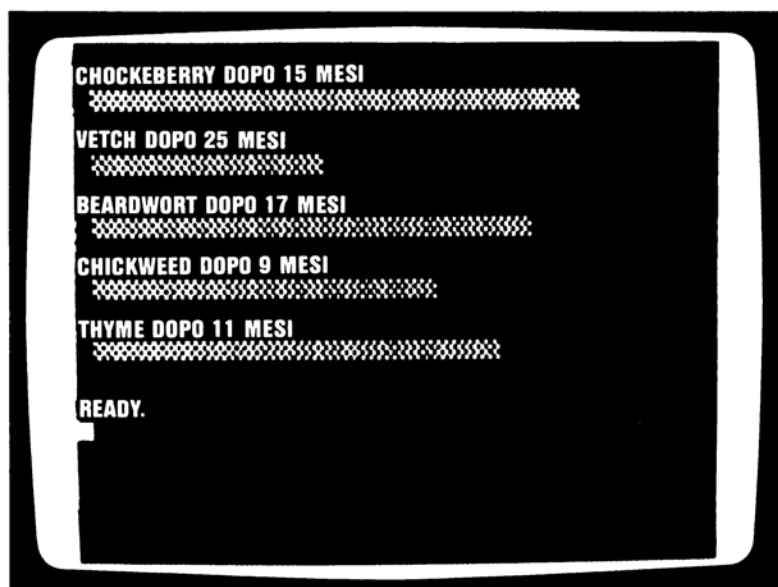 CHOCKEBERRY DOPO 15 MESI
VETCH DOPO 25 MESI
BEARDWORT DOPO 17 MESI
CHICKWEED DOPO 9 MESI
THYME DOPO 11 MESI
READY.